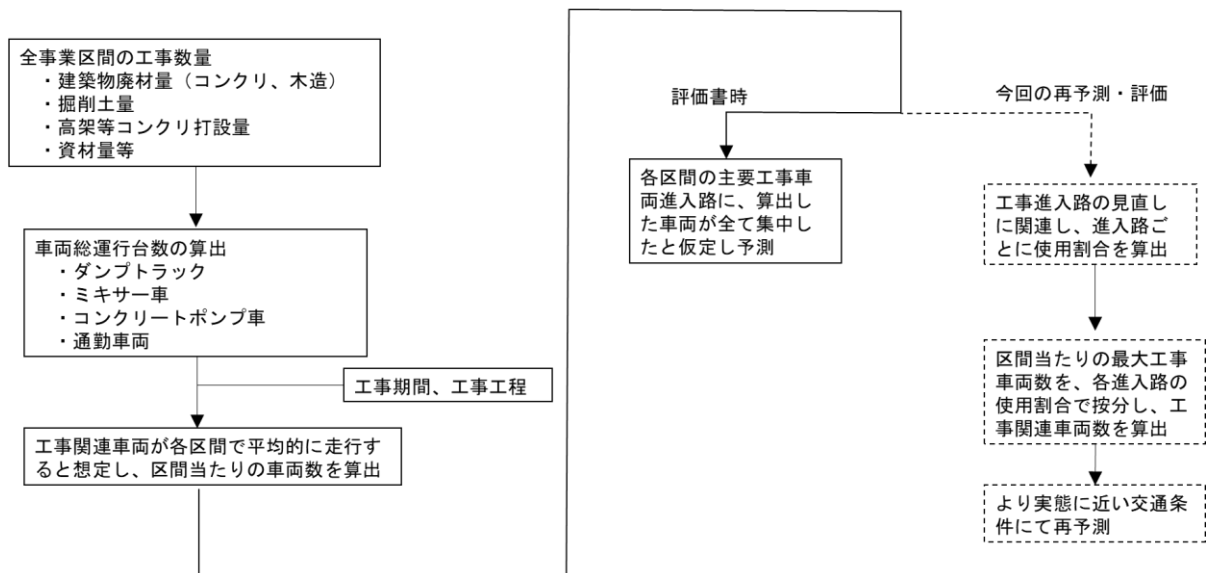 全事業区間の工事数量
・建築物廃材量（コンクリ、木造）
・掘削土量
・高架等コンクリ打設量
・資材量等
車両総運行台数の算出
・ダンプトラック
・ミキサー車
・コンクリートポンプ車
・通勤車両
工事期間、工事工程
工事関連車両が各区間で平均的に走行す
ると想定し、区間当たりの車両数を算出
評価書時
各区間の主要工事車
両進入路に、算出し
た車両が全て集中し
たと仮定し予測
今回の再予測・評価
工事進入路の見直し
に関連し、進入路ご
とに使用割合を算出
区間当たりの最大工事
車両数を、各進入路の
使用割合で按分し、工
事関連車両数を算出
より実態に近い交通条
件にて再予測